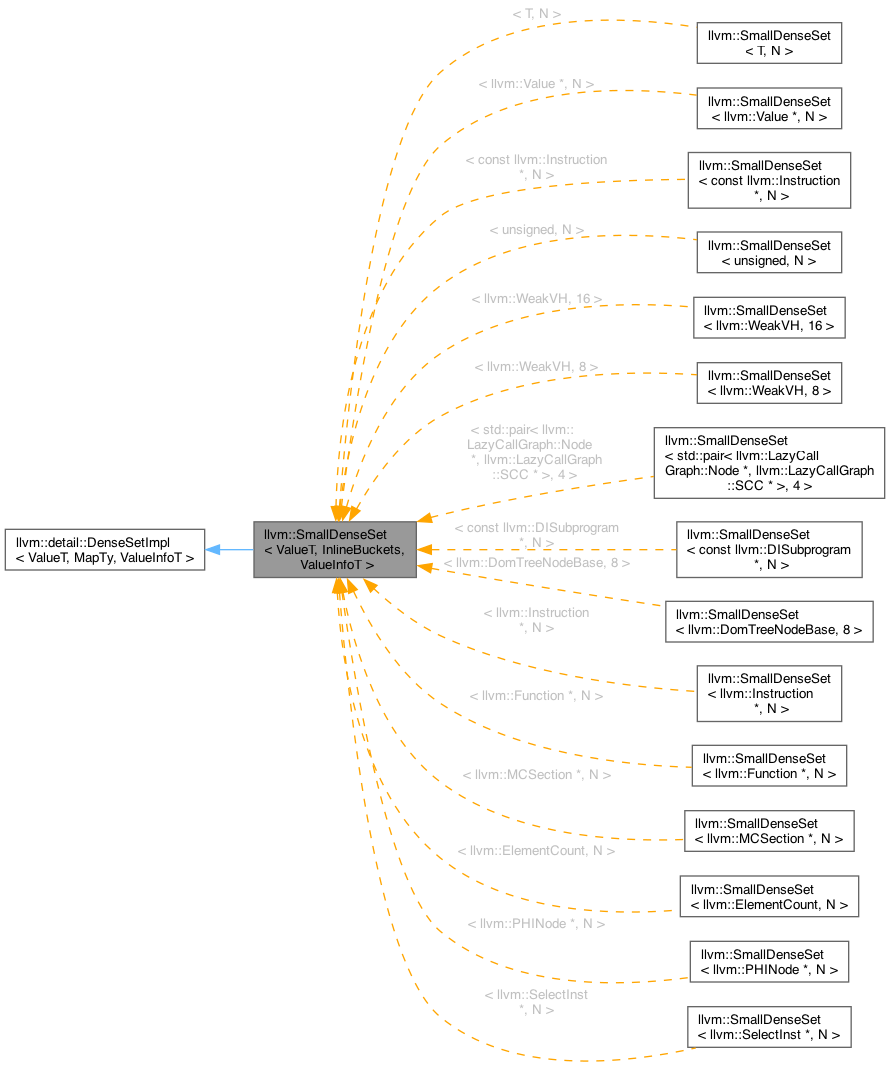 < T, N >
llvm::SmallDenseSet
< T, N >
< llvm::Value *, N >
llvm::SmallDenseSet
< llvm::Value *, N >
< const llvm::Instruction
*, N >
llvm::SmallDenseSet
< const llvm::Instruction
*, N >
< unsigned, N >
llvm::SmallDenseSet
< unsigned, N >
< llvm::WeakVH, 16 >
llvm::SmallDenseSet
< llvm::WeakVH, 16 >
< llvm::WeakVH, 8 >
llvm::SmallDenseSet
< llvm::WeakVH, 8 >
< std::pair< llvm::
LazyCallGraph::Node
*, llvm::LazyCallGraph
::SCC * >, 4 >
llvm::SmallDenseSet
< std::pair< llvm::LazyCall
Graph::Node *, llvm::LazyCallGraph
::SCC * >, 4 >
llvm::detail::DenseSetImpl
< ValueT, MapTy, ValueInfoT >
llvm::SmallDenseSet
< ValueT, InlineBuckets,
ValueInfoT >
< const llvm::DISubprogram
*, N >
llvm::SmallDenseSet
< const llvm::DISubprogram
*, N >
< llvm::DomTreeNodeBase, 8 >
llvm::SmallDenseSet
< llvm::DomTreeNodeBase, 8 >
< llvm::Instruction
*, N >
llvm::SmallDenseSet
< llvm::Instruction
*, N >
< llvm::Function *, N >
llvm::SmallDenseSet
< llvm::Function *, N >
< llvm::MCSection *, N >
llvm::SmallDenseSet
< llvm::MCSection *, N >
< llvm::ElementCount, N >
llvm::SmallDenseSet
< llvm::ElementCount, N >
< llvm::PHINode *, N >
llvm::SmallDenseSet
< llvm::PHINode *, N >
< llvm::SelectInst
*, N >
llvm::SmallDenseSet
< llvm::SelectInst *, N >